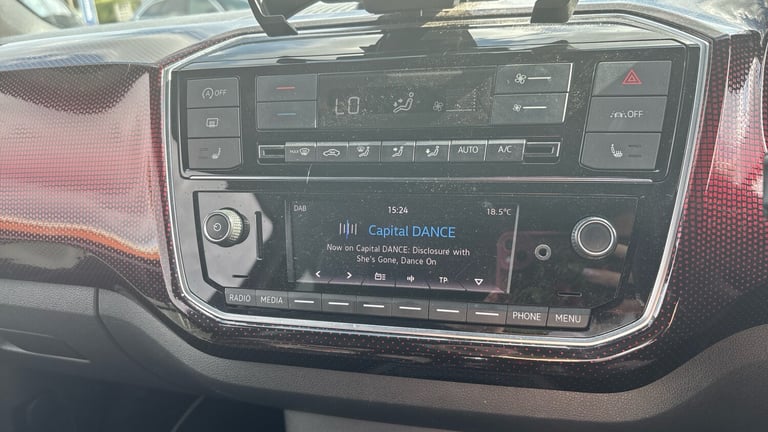 OFF
LO
OFF
MAX
AUTO
A/C
DAB
15:24
18.5°C
Capital DANCE
Now on Capital DANCE: Disclosure with
She's Gone, Dance On
TP
RADIO
MEDIA
PHONE
MENU